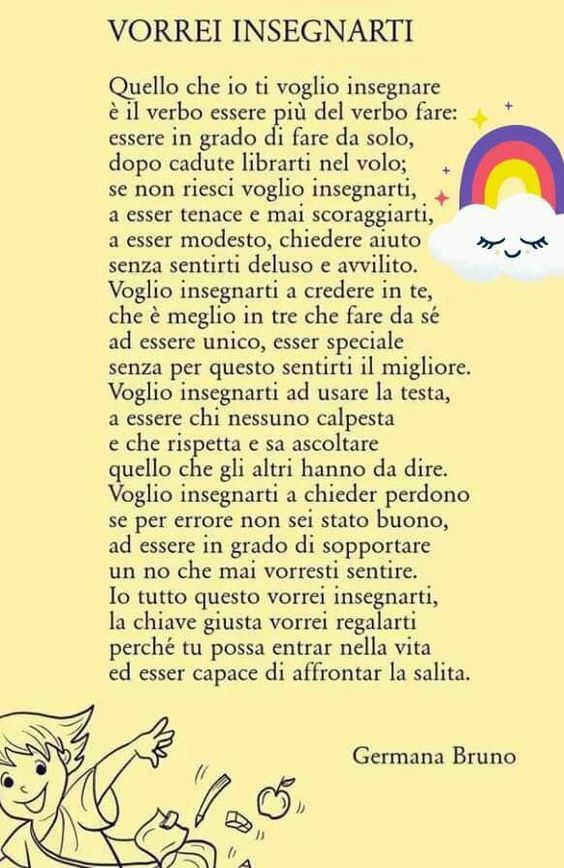 VORREI INSEGNARTI
Quello che io ti voglio insegnare
è il verbo essere più del verbo fare:
essere in grado di fare da solo,
dopo cadute librarti nel volo;
se non riesci voglio insegnarti,
a esser tenace e mai scoraggiarti,
a esser modesto, chiedere aiuto
senza sentirti deluso e avvilito.
Voglio insegnarti a credere in te,
che è meglio in tre che fare da sé
ad essere unico, esser speciale
senza per questo sentirti il migliore.
Voglio insegnarti ad usare la testa,
a essere chi nessuno calpesta
e che rispetta e sa ascoltare
quello che gli altri hanno da dire.
Voglio insegnarti a chieder perdono
se per errore non sei stato buono,
ad essere in grado di sopportare
un no che mai vorresti sentire.
Io tutto questo vorrei insegnarti,
la chiave giusta vorrei regalarti
perché tu possa entrar nella vita
ed esser capace di affrontar la salita.
Germana Bruno